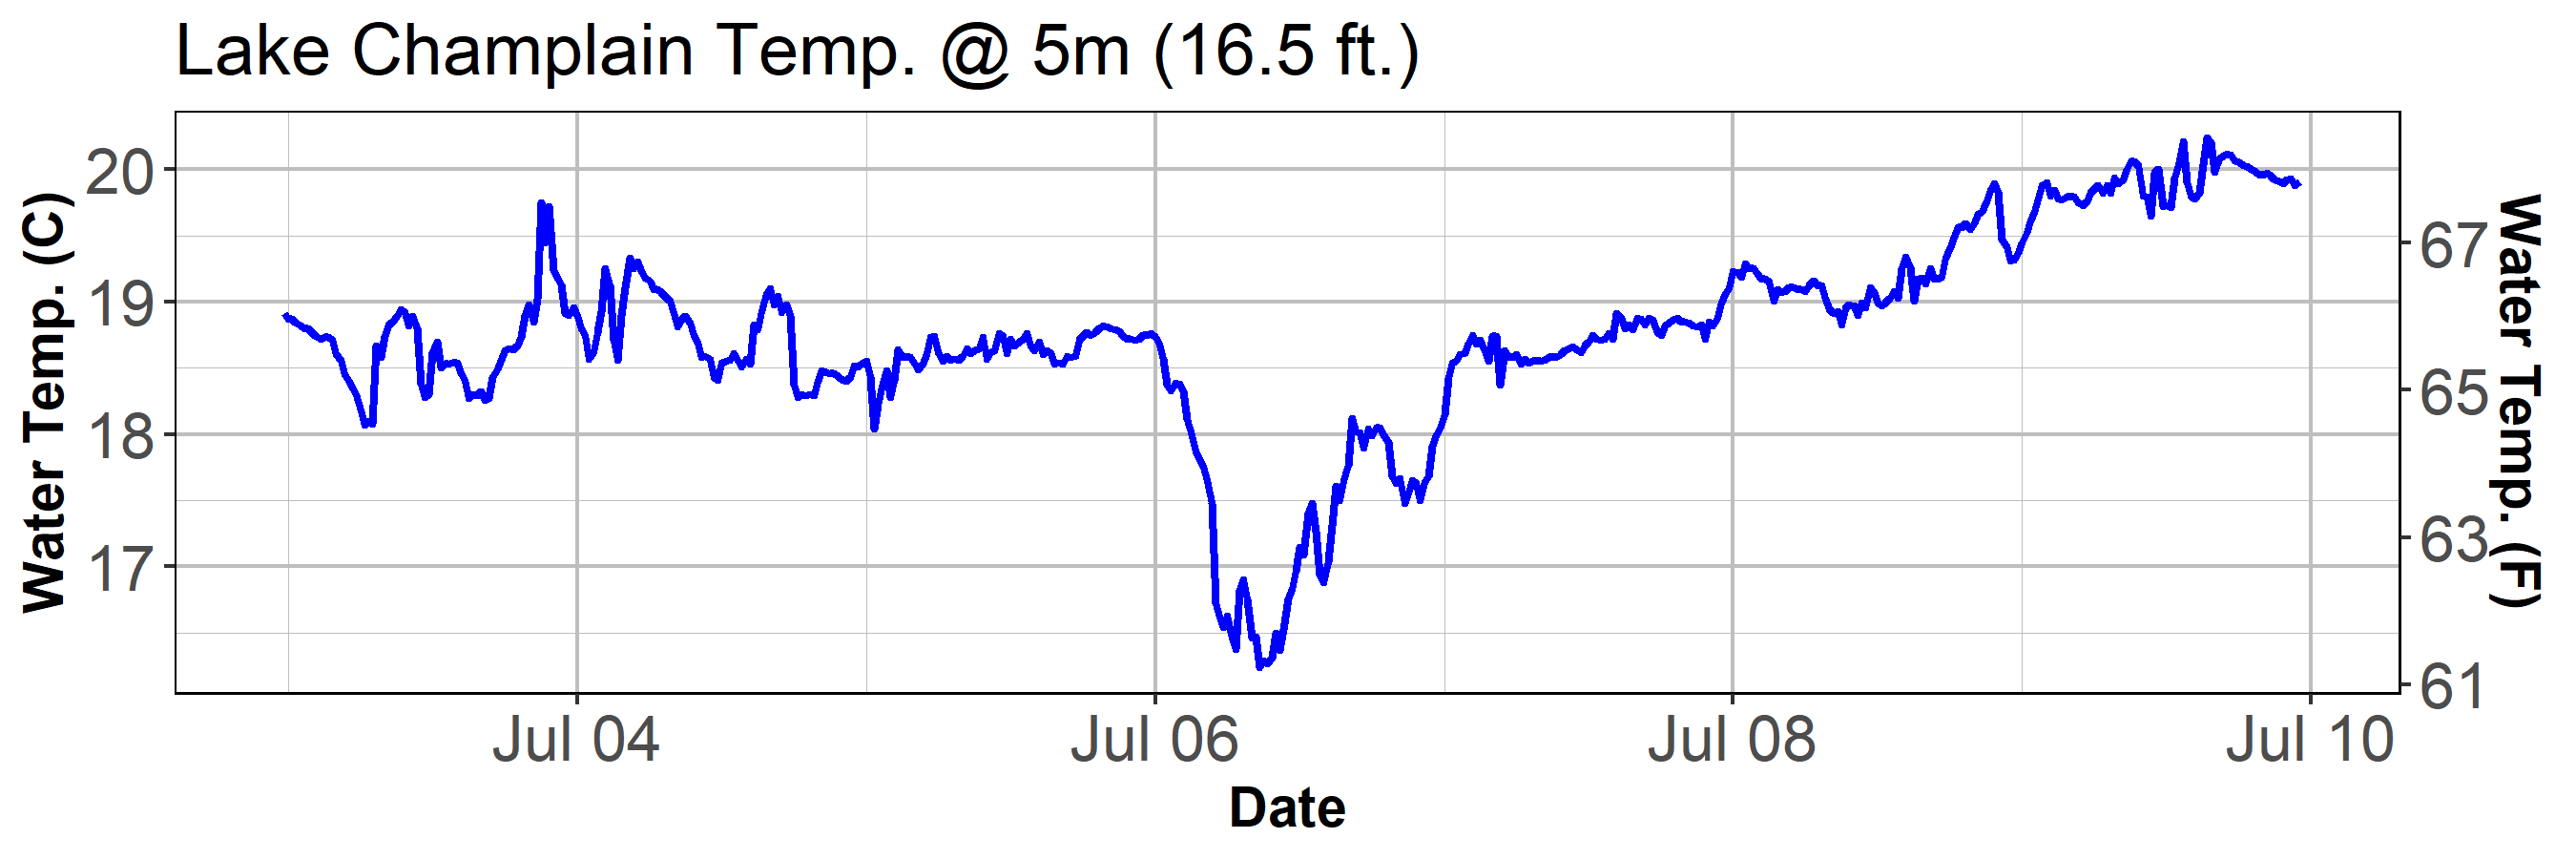 Lake Champlain Temp. @ 5m (16.5 ft.)
Water Temp. (C)
20
19
18
17
67
65
63
61
Water Temp. (F)
Jul 04 Jul 06 Jul 08 Jul 10
Date